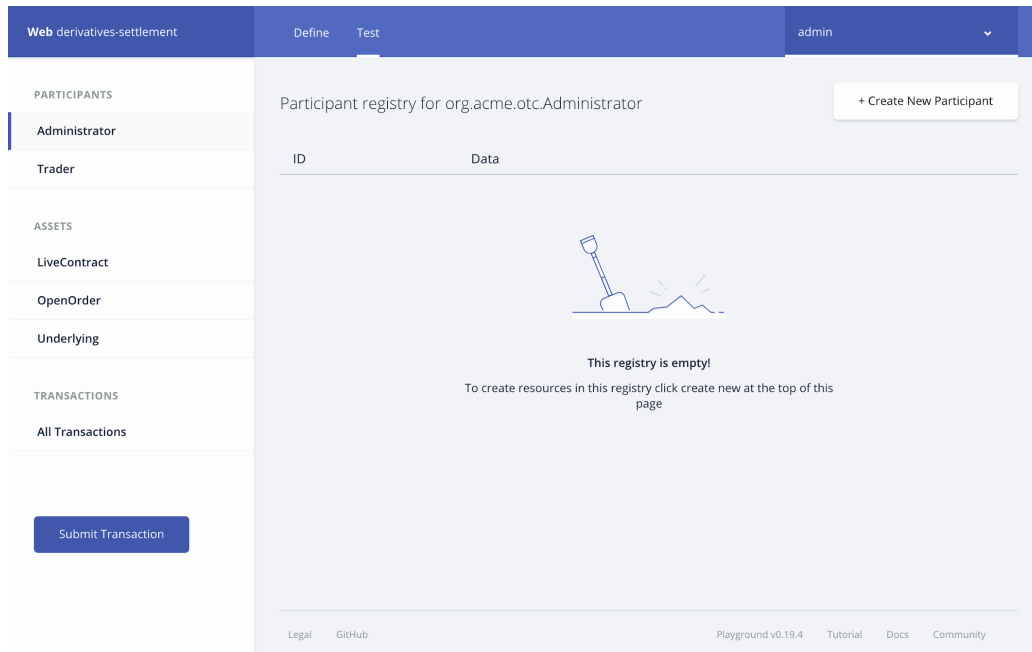 Web derivatives-settlement
Define
Test
admin
PARTICIPANTS
Administrator
Trader
ASSETS
LiveContract
OpenOrder
Underlying
TRANSACTIONS
All Transactions
Submit Transaction
Participant registry for org.acme.otc.Administrator
+ Create New Participant
ID
Data
This registry is empty!
To create resources in this registry click create new at the top of this
page
Legal
GitHub
Playground v0.19.4
Tutorial
Docs
Community